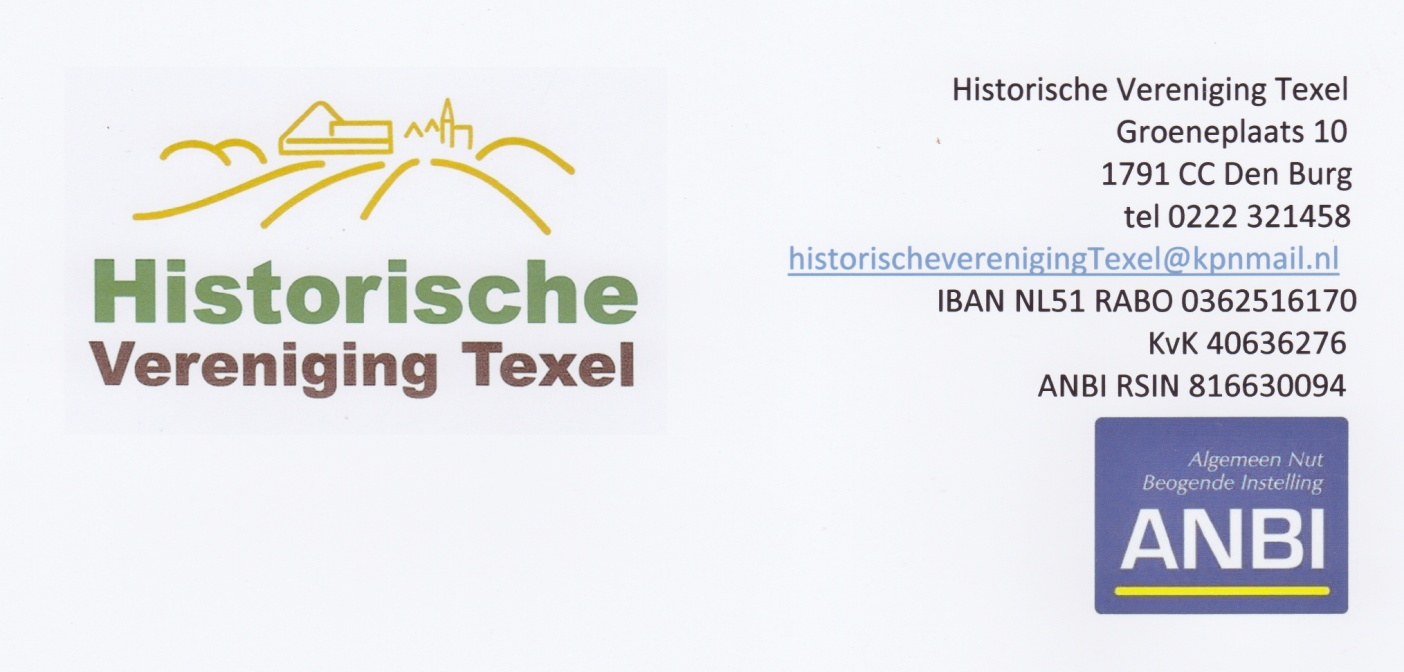 Historische
Vereniging Texel
Historische Vereniging Texel
Groeneplaats 10
1791 CC Den Burg
tel 0222 321458
historischeverenigingTexel@kpnmail.nl
IBAN NL51 RABO 0362516170
KvK 40636276
ANBI RSIN 816630094
Algemeen Nut
Beogende Instelling
ANBI